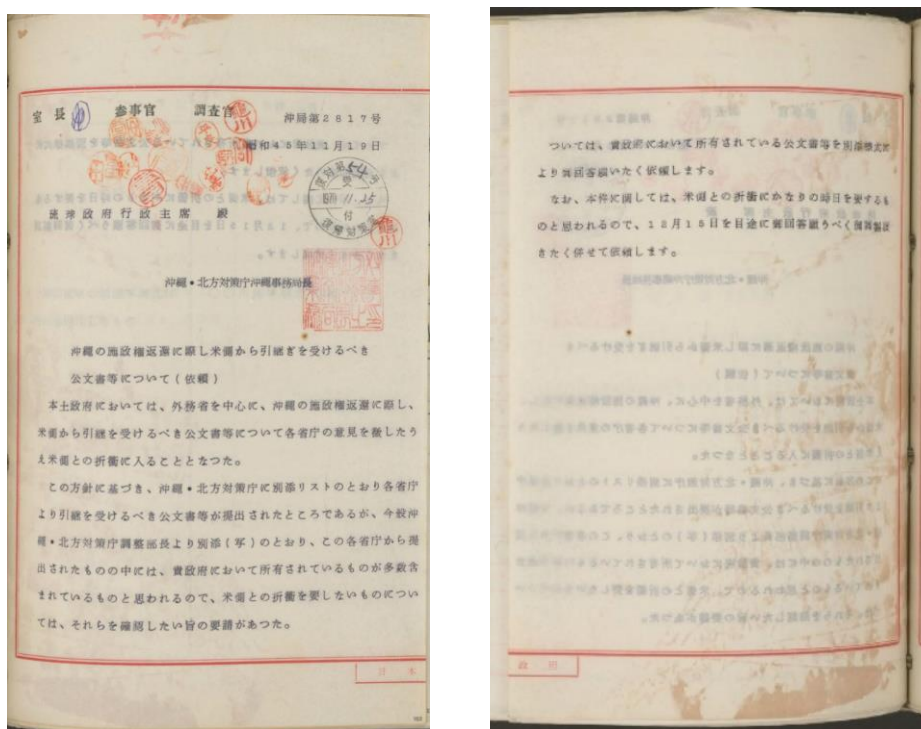 室長　参事官　調査官
沖局第2817号
昭和45年11月19日
琉球政府行政主席　殿
沖縄・北方対策庁沖縄事務局長
沖縄の施政権返還に際し米側から引継ぎを受けるべき
公文書等について(依頼)
本土政府においては、外務省を中心に、沖縄の施政権返還に際し、
米側から引継を受けるべき公文書等について各省庁の意見を徴したう
え米側との折衝に入ることとなつた。
この方針に基づき、沖縄・北方対策庁に別添リストのとおり各省庁
より引継を受けるべき公文書等が提出されたところであるが、今般沖
縄・北方対策庁調整部長より別添(写)のとおり、この各省庁から提
出されたものの中には、貴政府において所有されているものが多数含
まれているものと思われるので、米側との折衝を要しないものについ
ては、それらを確認したい旨の要請があつた。
ついては、貴政府において所有されている公文書等を別添様式に
より御回答願いたく依頼します。
なお、本件に関しては、米側との折衝にかなりの時日を要するも
のと思われるので、12月15日を目途に御回答願うべく
きたく併せて依頼します。